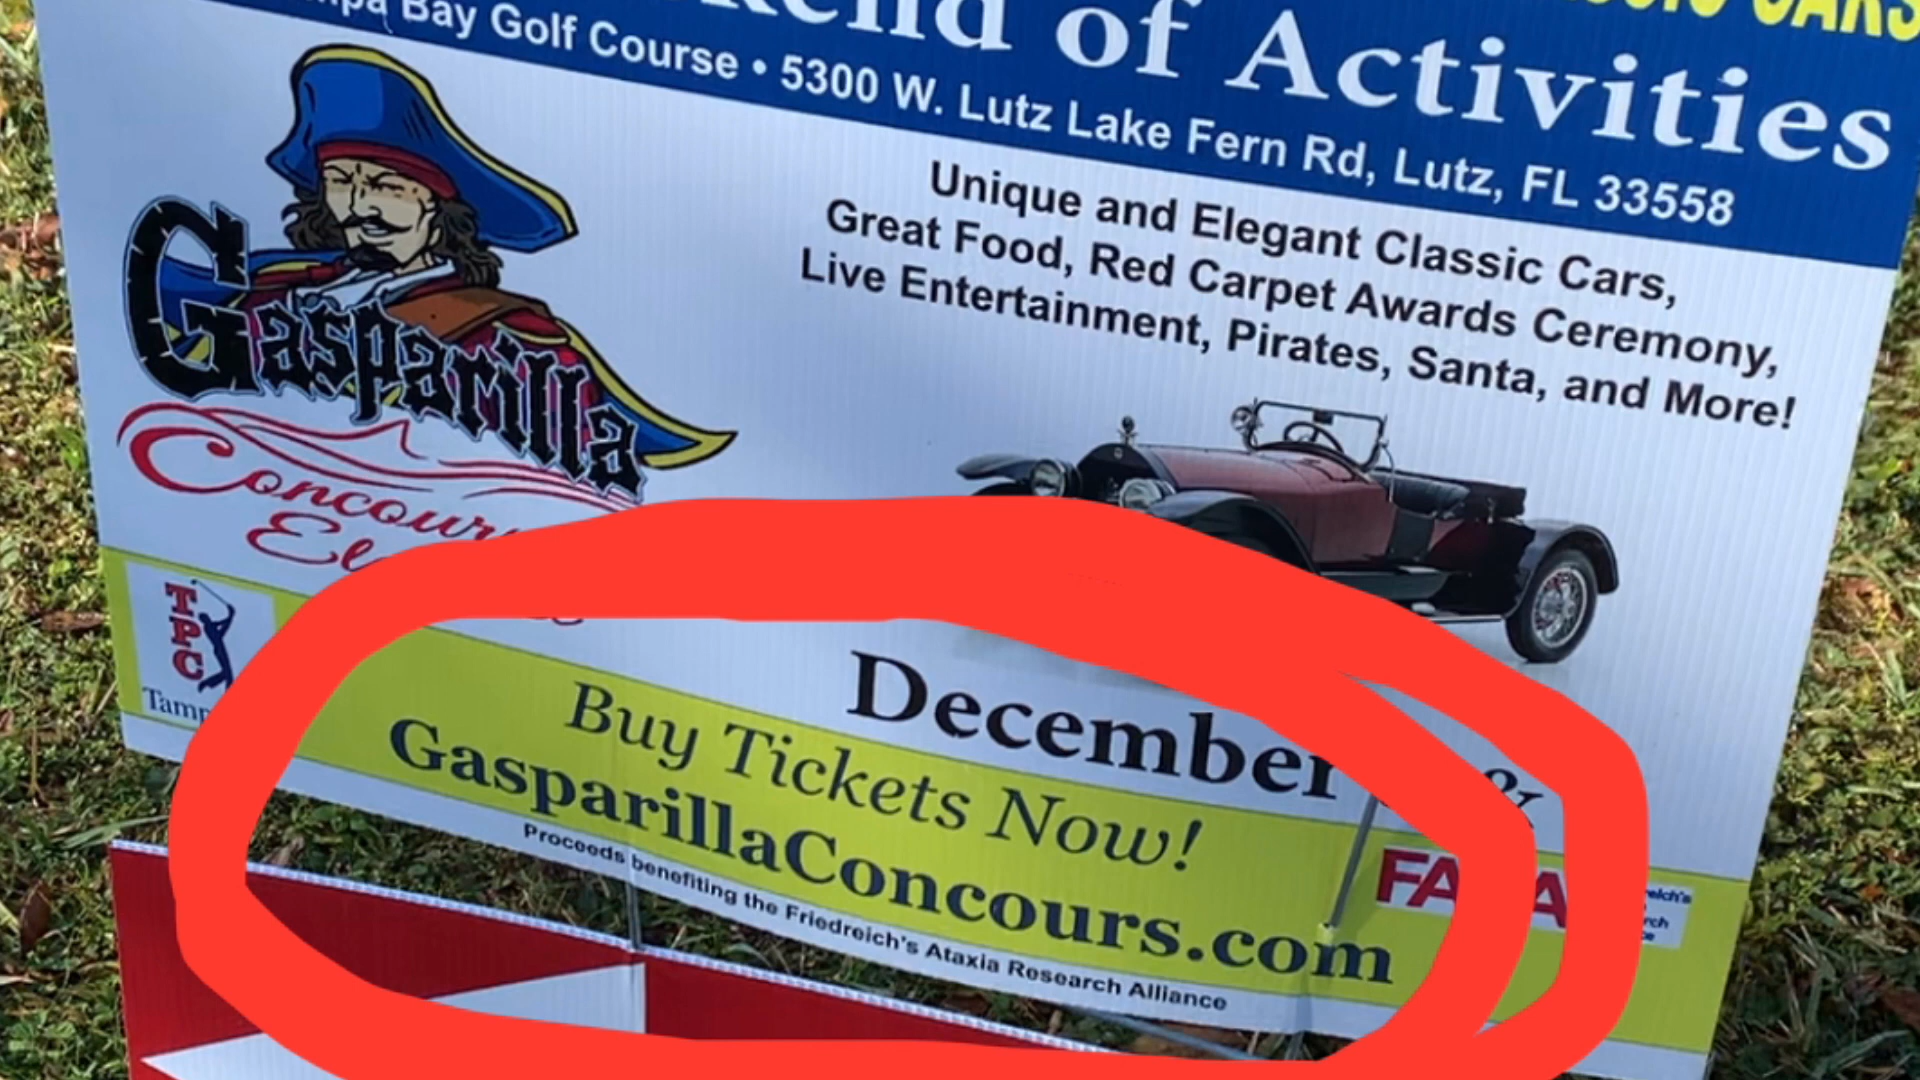 CARS
of Activities
Bay Golf Course • 5300 W. Lutz Lake Fern Rd, Lutz, FL 33558
Unique and Elegant Classic Cars,
Great Food, Red Carpet Awards Ceremony,
Live Entertainment, Pirates, Santa, and More!
Gasparilla
TPC
December &
Buy Tickets Now!
GasparillaConcours.com
Proceeds benefiting the Friedreich's Ataxia Research Alliance